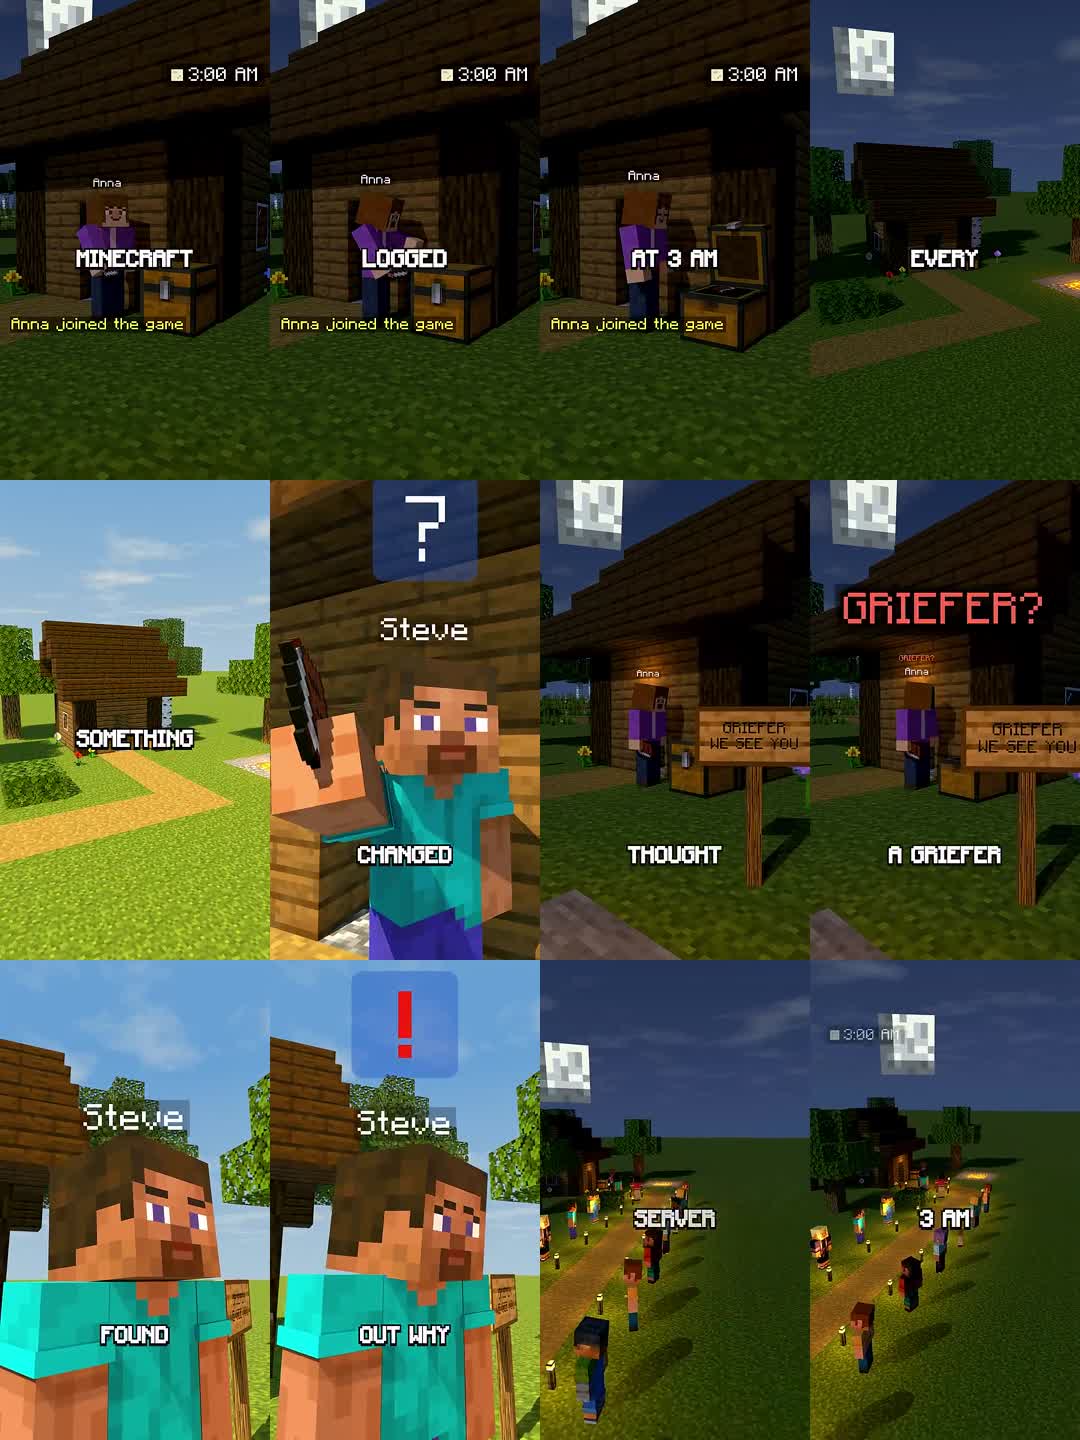 3:00 AM
Anna
MINECRAFT
Anna joined the game
3:00 AM
Anna
LOGGED
Anna joined the game
3:00 AM
Anna
AT 3 AM
Anna joined the game
EVERY
SOMETHING
?
Steve
CHANGED
Anna
GRIEFER
WE SEE YOU
THOUGHT
GRIEFER?
GRIEFER?
Anna
GRIEFER
WE SEE YOU
A GRIEFER
Steve
FOUND
!
Steve
OUT WHY
SERVER
3:00 AM
3 AM